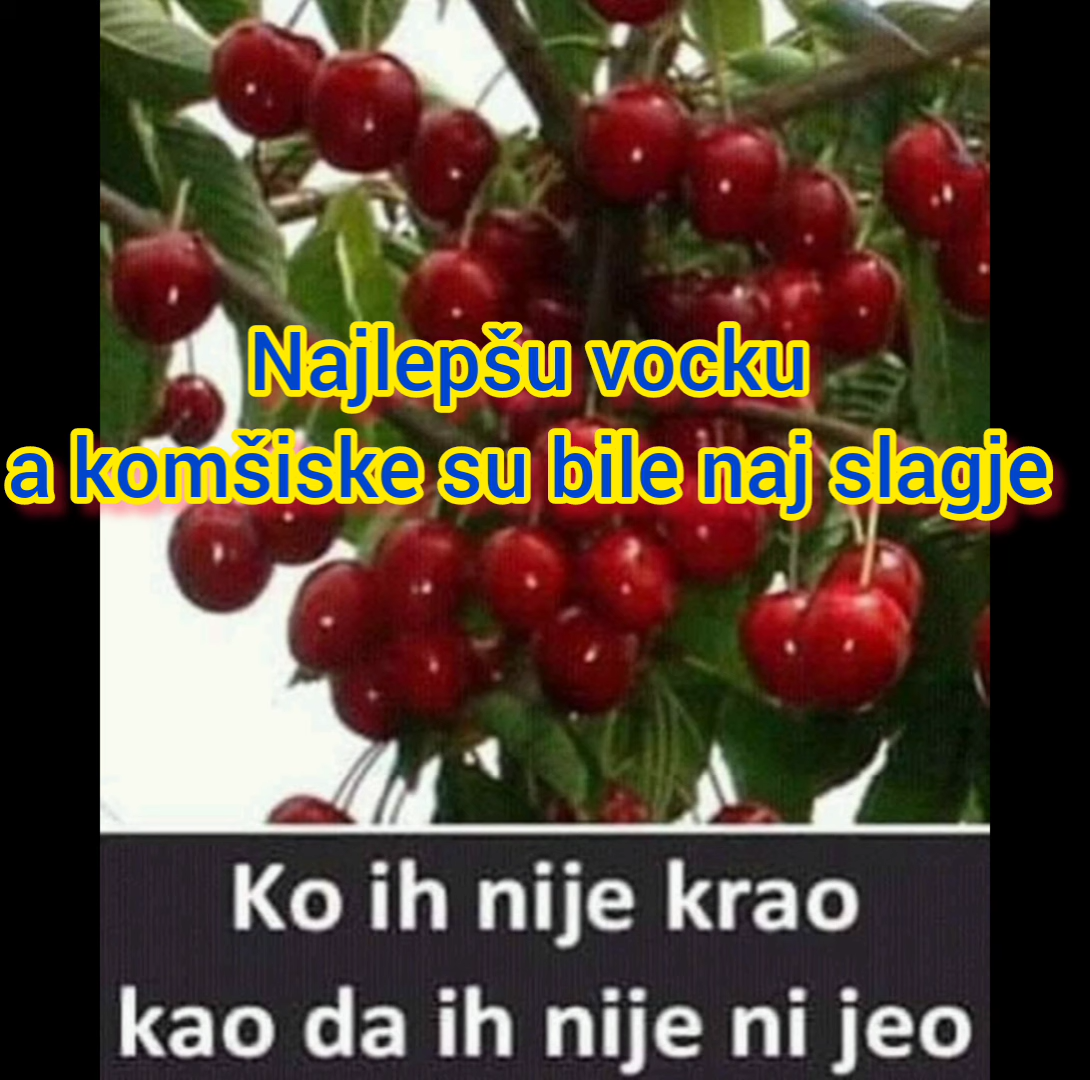 Najlepšu vocku
a komšiske su bile naj slagje
Ko ih nije krao
kao da ih nije ni jeo